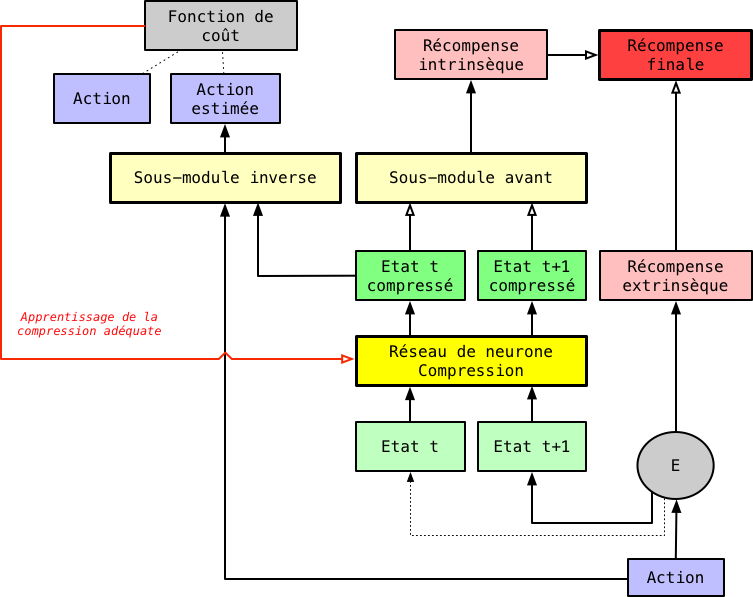 Fonction de
coût
Récompense
intrinsèque
Récompense
finale
Action
Action
estimée
Sous-module inverse
Sous-module avant
Etat t
compressé
Etat t+1
compressé
Récompense
extrinsèque
Apprentissage de la
compression adéquate
Réseau de neurone
Compression
Etat t
Etat t+1
E
Action